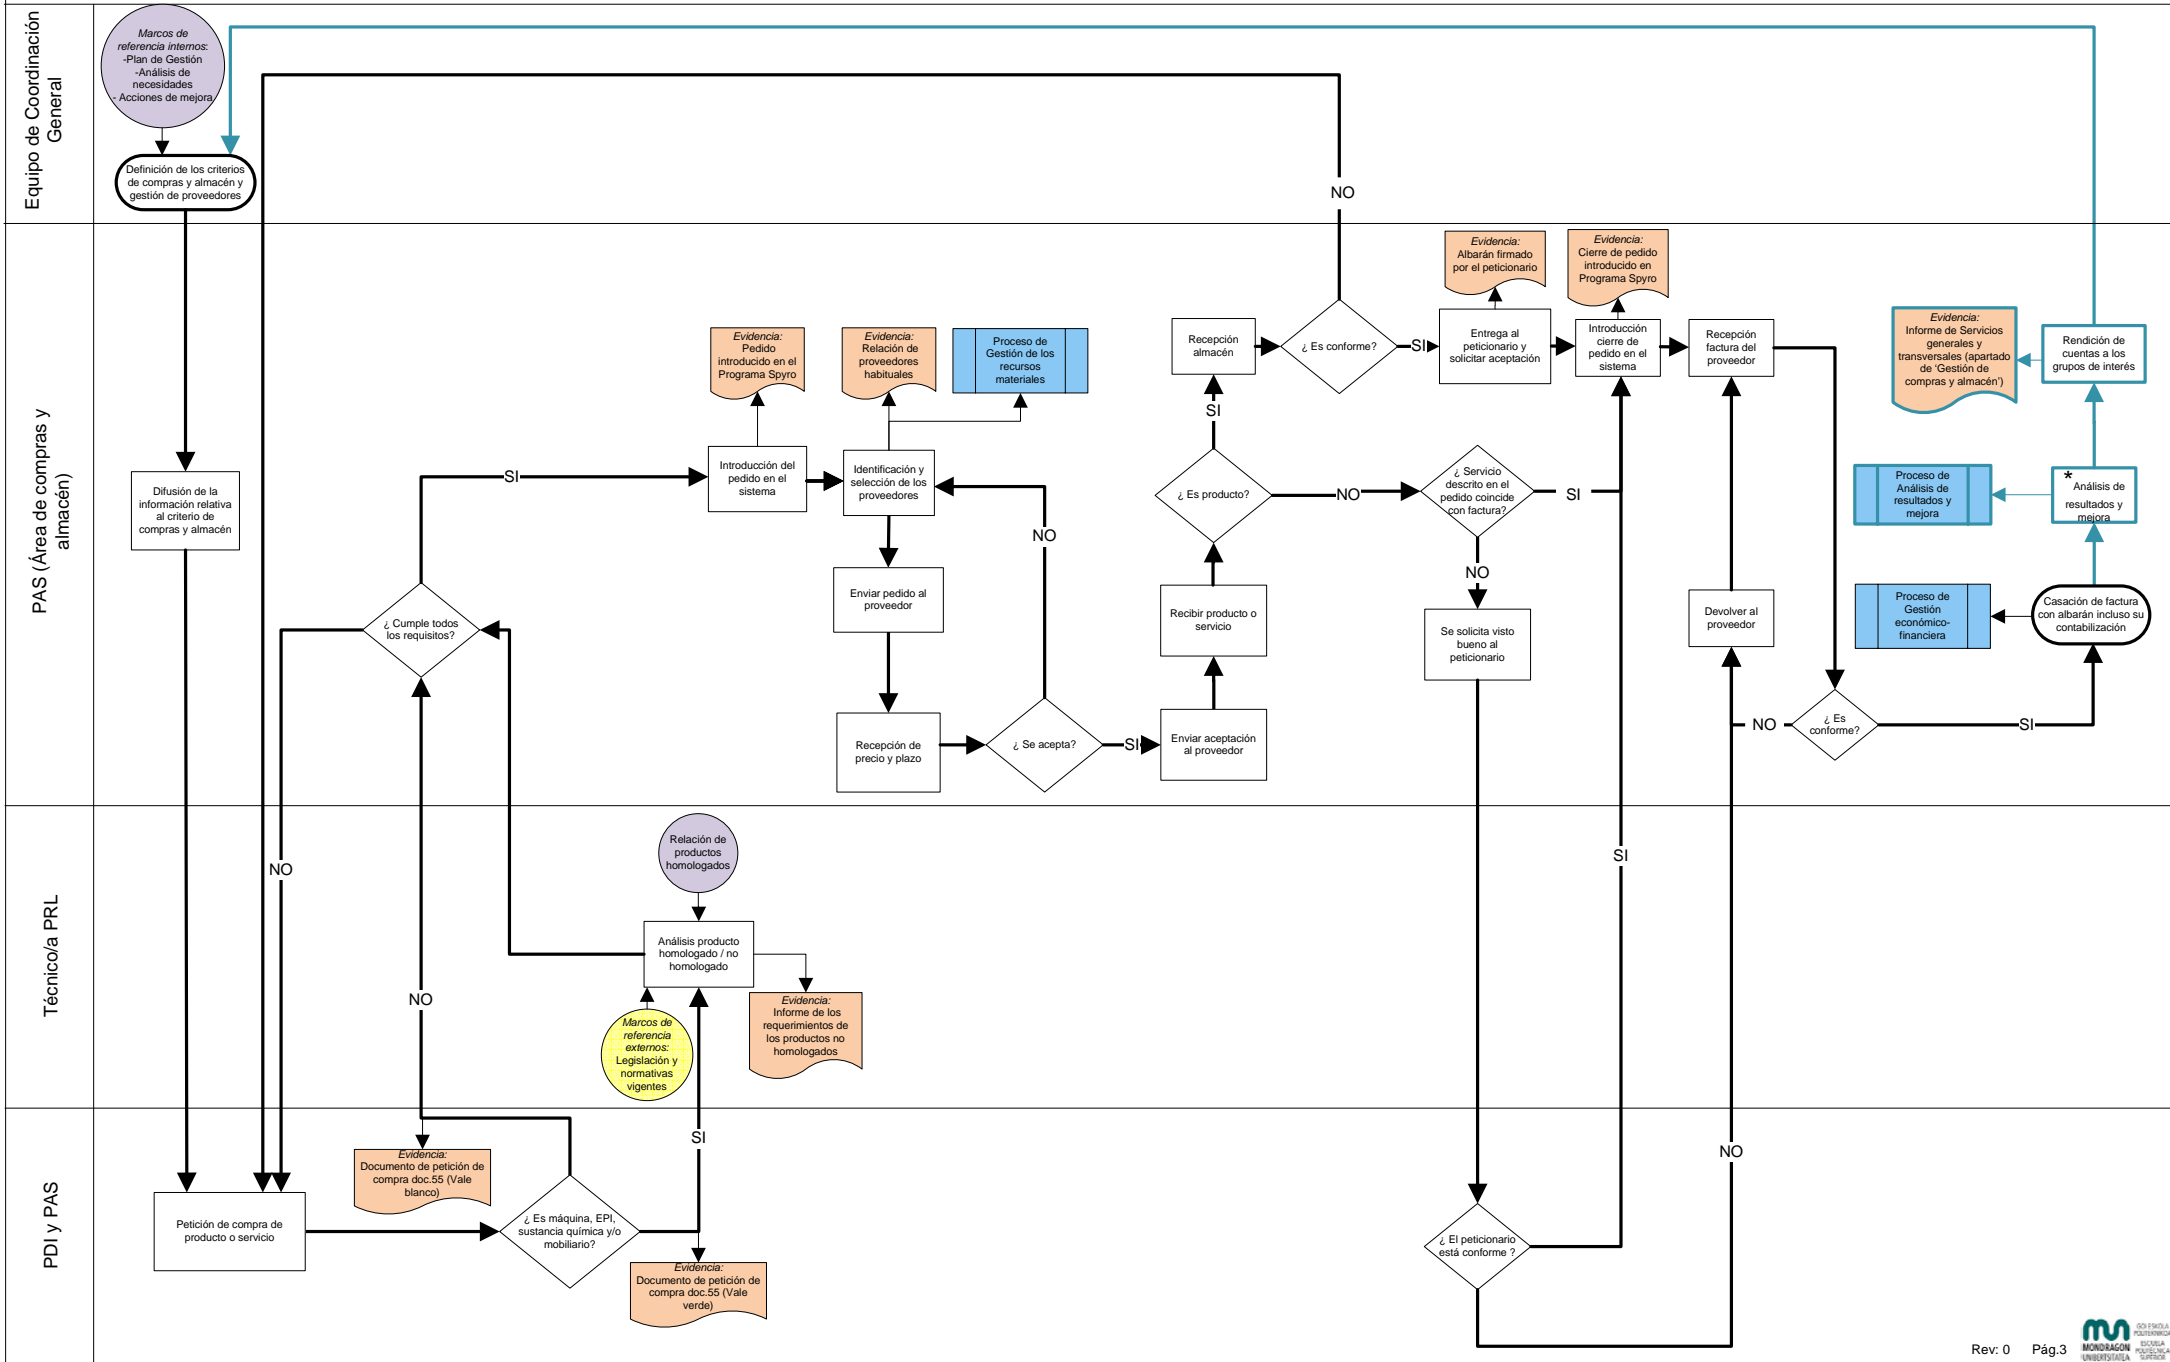 Equipo de Coordinación
General
Marcos de
referencia internos:
-Plan de Gestión
-Análisis de
necesidades
- Acciones de mejora
Definición de los criterios
de compras y almacén y
gestión de proveedores
NO
PAS (Área de compras y
almacén)
Difusión de la
información relativa
al criterio de
compras y almacén
¿ Cumple todos
los requisitos?
SI
NO
Evidencia:
Pedido
introducido en el
Programa Spyro
Introducción del
pedido en el
sistema
Evidencia:
Relación de
proveedores
habituales
Proceso de
Gestión de los
recursos
materiales
Identificación y
selección de los
proveedores
Enviar pedido al
proveedor
Recepción de
precio y plazo
¿ Se acepta?
NO
SI
Enviar aceptación
al proveedor
Recibir producto o
servicio
¿ Es producto?
SI
NO
Recepción
almacén
¿ Es conforme?
SI
Evidencia:
Albarán firmado
por el peticionario
Entrega al
peticionario y
solicitar aceptación
Evidencia:
Cierre de pedido
introducido en
Programa Spyro
Introducción
cierre de
pedido en el
sistema
Recepción
factura del
proveedor
¿ Servicio
descrito en el
pedido coincide
con factura?
SI
NO
Se solicita visto
bueno al
peticionario
Devolver al
proveedor
¿ Es
conforme?
NO
SI
Evidencia:
Informe de Servicios
generales y
transversales (apartado
de ‘Gestión de
compras y almacén’)
Rendición de
cuentas a los
grupos de interés
Proceso de
Análisis de
resultados y
mejora
*
Análisis de
resultados y
mejora
Proceso de
Gestión
económico-
financiera
Casación de factura
con albarán incluso su
contabilización
Técnico/a PRL
Relación de
productos
homologados
Análisis producto
homologado / no
homologado
Marcos de
referencia
externos:
Legislación y
normativas
vigentes
Evidencia:
Informe de los
requerimientos de
los productos no
homologados
NO
SI
SI
PDI y PAS
Petición de compra de
producto o servicio
Evidencia:
Documento de petición de
compra doc.55 (Vale
blanco)
¿ Es máquina, EPI,
sustancia química y/o
mobiliario?
Evidencia:
Documento de petición de
compra doc.55 (Vale
verde)
¿ El peticionario
está conforme ?
NO
Rev: 0 Pág.3
MONDRAGON
UNIBERTSITATEA
GOI ESKOLA
POLITEKNIKOA
ESCUELA
POLITÉCNICA
SUPERIOR